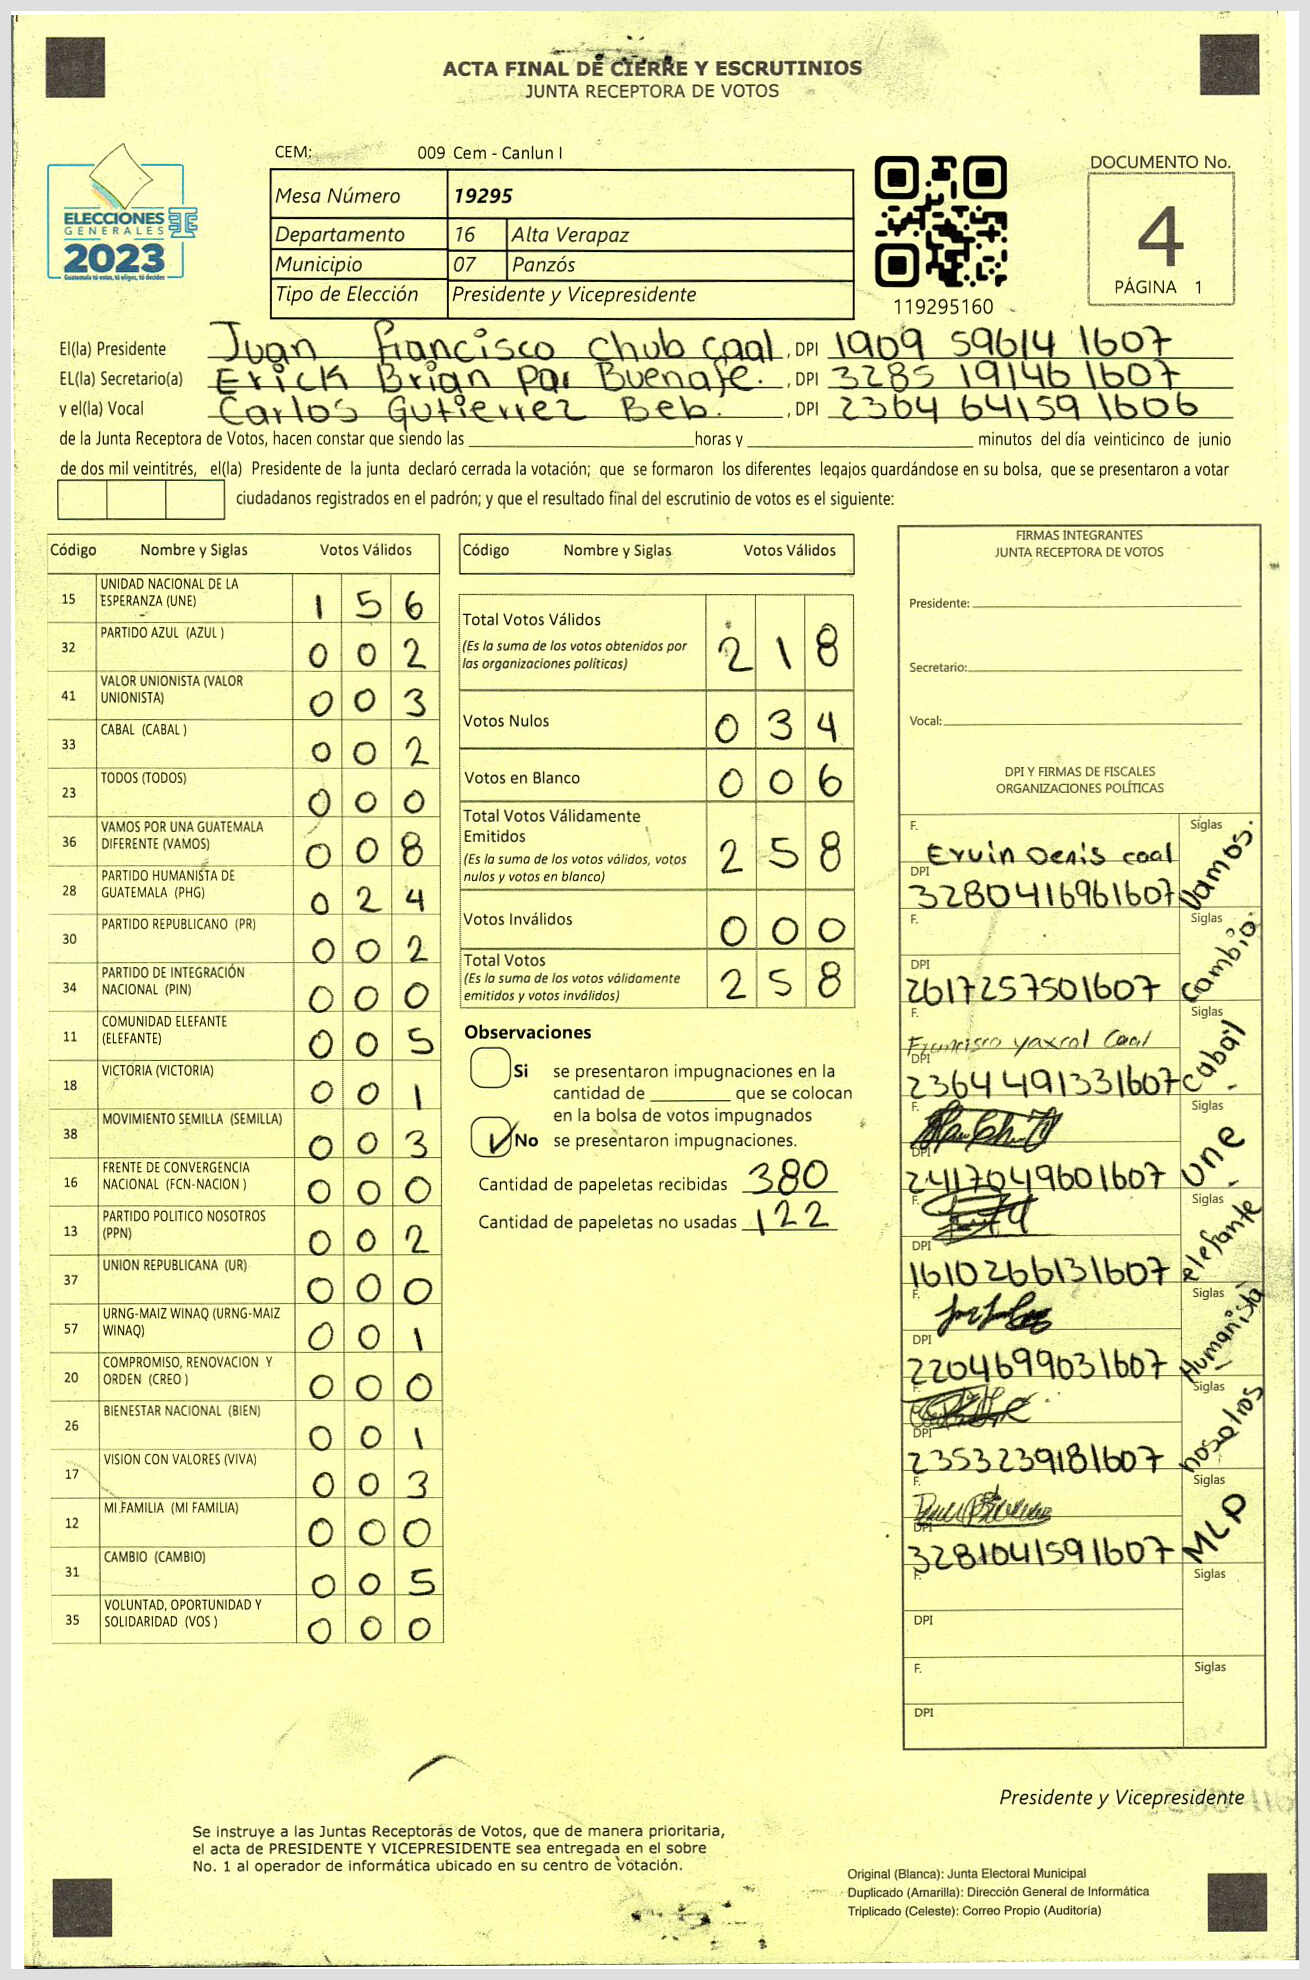 ACTA FINAL DE CIERRE Y ESCRUTINIOS
JUNTA RECEPTORA DE VOTOS
ELECCIONES
GENERALES
2023
Guatemala tú votas, tú eliges, tú decides
CEM: 009 Cem - Canlun I
Mesa Número 19295
Departamento 16 Alta Verapaz
Municipio 07 Panzós
Tipo de Elección Presidente y Vicepresidente
119295160
DOCUMENTO No.
4
PÁGINA 1
El(la) Presidente Juan Francisco Chub Caal, DPI 1909 59614 1607
EL(la) Secretario(a) Erick Brian Par Buenafe., DPI 3285 19146 1607
y el(la) Vocal Carlos Gutierrez Beb., DPI 2364 64159 1606
de la Junta Receptora de Votos, hacen constar que siendo las ____ horas y ____ minutos del día veinticinco de junio
de dos mil veintitrés, el(la) Presidente de la junta declaró cerrada la votación; que se formaron los diferentes legajos guardándose en su bolsa, que se presentaron a votar
ciudadanos registrados en el padrón; y que el resultado final del escrutinio de votos es el siguiente:
Código Nombre y Siglas Votos Válidos
15 UNIDAD NACIONAL DE LA ESPERANZA (UNE) 1 5 6
32 PARTIDO AZUL (AZUL ) 0 0 2
41 VALOR UNIONISTA (VALOR UNIONISTA) 0 0 3
33 CABAL (CABAL ) 0 0 2
23 TODOS (TODOS) 0 0 0
36 VAMOS POR UNA GUATEMALA DIFERENTE (VAMOS) 0 0 8
28 PARTIDO HUMANISTA DE GUATEMALA (PHG) 0 2 4
30 PARTIDO REPUBLICANO (PR) 0 0 2
34 PARTIDO DE INTEGRACIÓN NACIONAL (PIN) 0 0 0
11 COMUNIDAD ELEFANTE (ELEFANTE) 0 0 5
18 VICTORIA (VICTORIA) 0 0 1
38 MOVIMIENTO SEMILLA (SEMILLA) 0 0 3
16 FRENTE DE CONVERGENCIA NACIONAL (FCN-NACION ) 0 0 0
13 PARTIDO POLITICO NOSOTROS (PPN) 0 0 2
37 UNION REPUBLICANA (UR) 0 0 0
57 URNG-MAIZ WINAQ (URNG-MAIZ WINAQ) 0 0 1
20 COMPROMISO, RENOVACION Y ORDEN (CREO ) 0 0 0
26 BIENESTAR NACIONAL (BIEN) 0 0 1
17 VISION CON VALORES (VIVA) 0 0 3
12 MI FAMILIA (MI FAMILIA) 0 0 0
31 CAMBIO (CAMBIO) 0 0 5
35 VOLUNTAD, OPORTUNIDAD Y SOLIDARIDAD (VOS ) 0 0 0
Código Nombre y Siglas Votos Válidos
Total Votos Válidos 2 1 8
(Es la suma de los votos obtenidos por
las organizaciones políticas)
Votos Nulos 0 3 4
Votos en Blanco 0 0 6
Total Votos Válidamente
Emitidos 2 5 8
(Es la suma de los votos válidos, votos
nulos y votos en blanco)
Votos Inválidos 0 0 0
Total Votos 2 5 8
(Es la suma de los votos válidamente
emitidos y votos inválidos)
Observaciones
Si se presentaron impugnaciones en la
cantidad de ____ que se colocan
en la bolsa de votos impugnados
No se presentaron impugnaciones.
Cantidad de papeletas recibidas 380
Cantidad de papeletas no usadas 122
FIRMAS INTEGRANTES
JUNTA RECEPTORA DE VOTOS
Presidente:
Secretario:
Vocal:
DPI Y FIRMAS DE FISCALES
ORGANIZACIONES POLÍTICAS
F. Ervin Denis caal Siglas Vamos.
DPI 3280416961607
F. Siglas cambio.
DPI 2617257501607
F. Francisco yaxcal Caal Siglas cabal
DPI 2364491331607
F. Siglas une
DPI 2417049601607
F. Siglas elefante
DPI 1610266131607
F. Siglas Humanista
DPI 2204699031607
F. Siglas nosotros
DPI 2353239181607
F. Siglas MLP
DPI 3281041591607
F. Siglas
DPI
F. Siglas
DPI
Presidente y Vicepresidente
Se instruye a las Juntas Receptoras de Votos, que de manera prioritaria,
el acta de PRESIDENTE Y VICEPRESIDENTE sea entregada en el sobre
No. 1 al operador de informática ubicado en su centro de votación.
Original (Blanca): Junta Electoral Municipal
Duplicado (Amarilla): Dirección General de Informática
Triplicado (Celeste): Correo Propio (Auditoría)